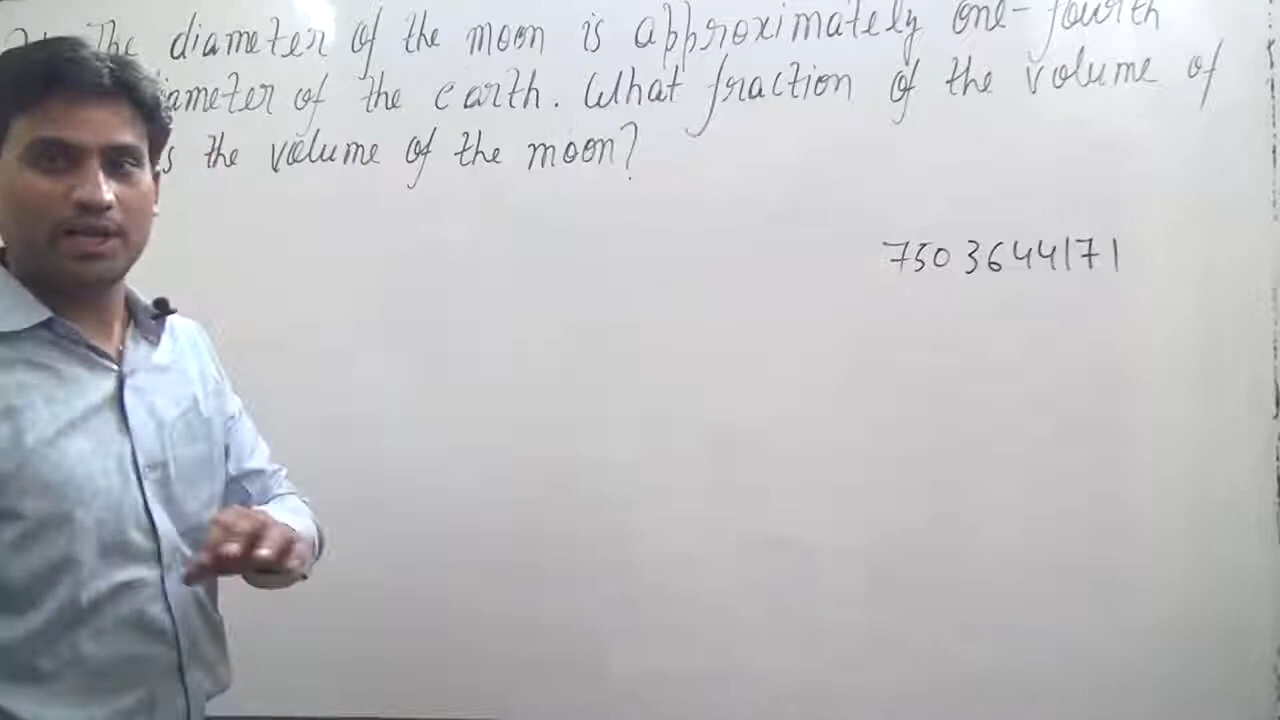 The diameter of the moon is approximately one-fourth
iameter of the earth. What fraction of the volume of
s the volume of the moon?
7503644171